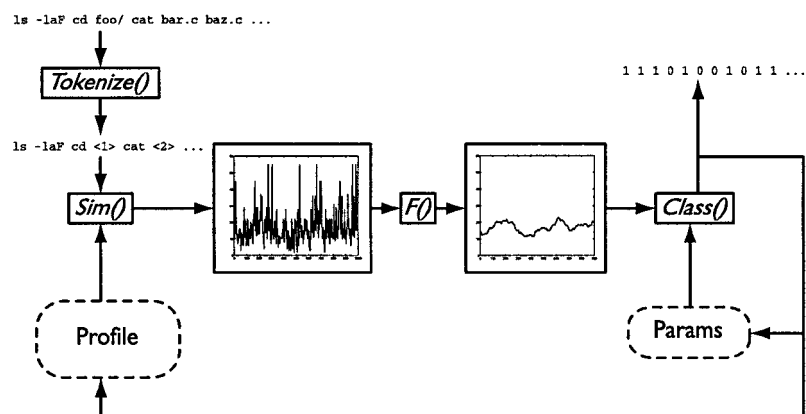 ls -laF cd foo/ cat bar.c baz.c ...
Tokenize()
1 1 1 0 1 0 0 1 0 1 1 ...
ls -laF cd <1> cat <2> ...
Sim()
F()
Class()
Profile
Params